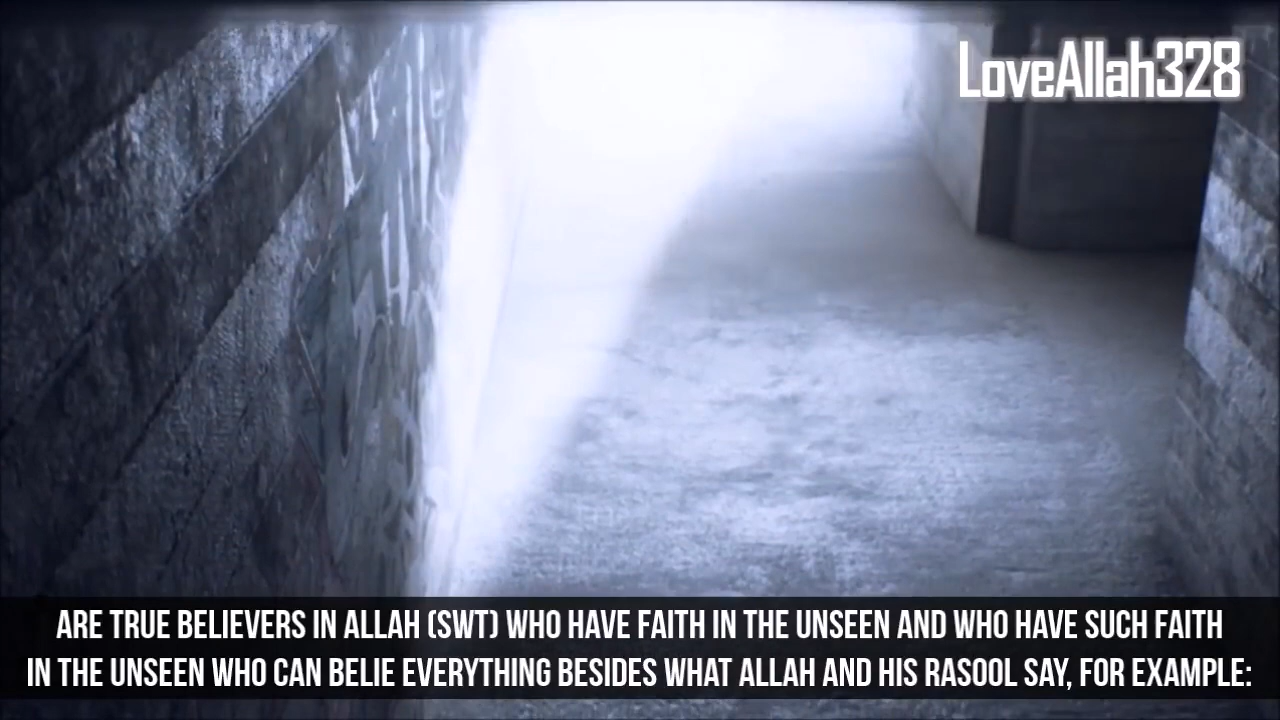 LoveAllah328
ARE TRUE BELIEVERS IN ALLAH (SWT) WHO HAVE FAITH IN THE UNSEEN AND WHO HAVE SUCH FAITH
IN THE UNSEEN WHO CAN BELIE EVERYTHING BESIDES WHAT ALLAH AND HIS RASOOL SAY, FOR EXAMPLE: